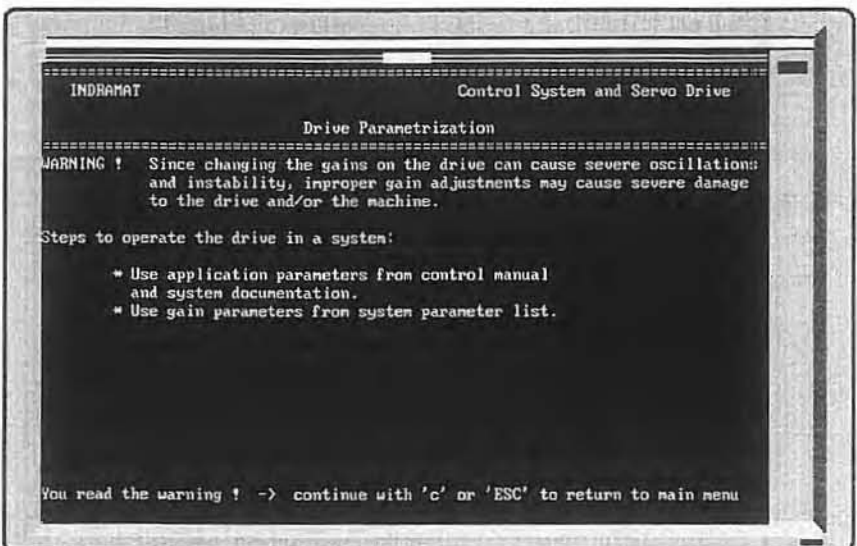 INDRAMAT Control System and Servo Drive
Drive Parametrization
WARNING ! Since changing the gains on the drive can cause severe oscillations
and instability, improper gain adjustments may cause severe damage
to the drive and/or the machine.
Steps to operate the drive in a system:
* Use application parameters from control manual
and system documentation.
* Use gain parameters from system parameter list.
You read the warning ! -> continue with 'c' or 'ESC' to return to main menu